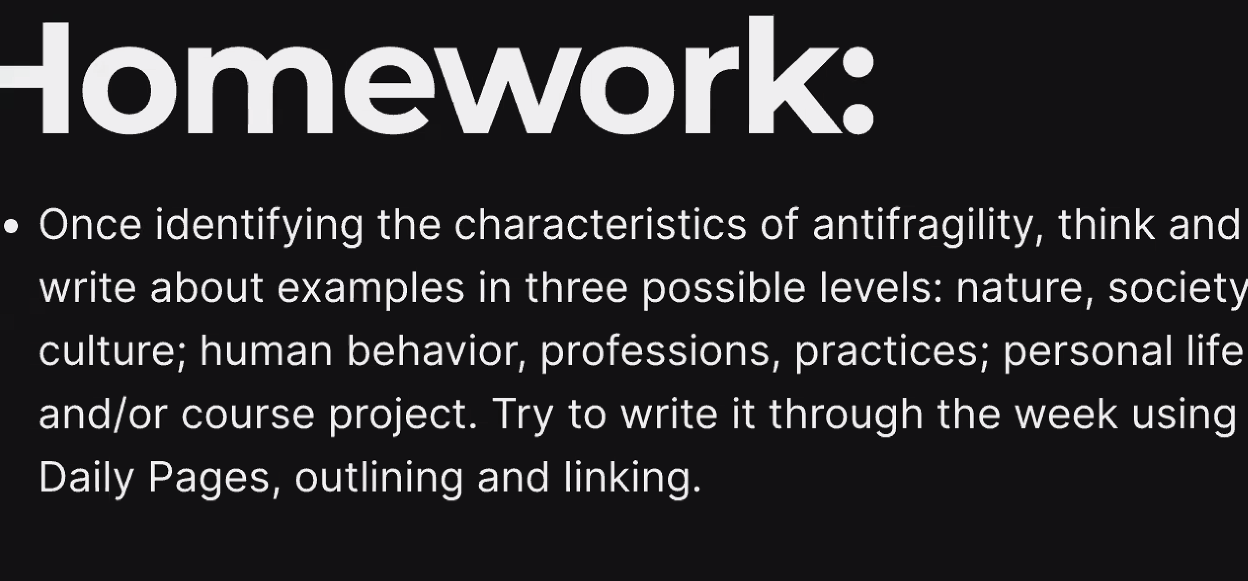 Homework:
• Once identifying the characteristics of antifragility, think and
write about examples in three possible levels: nature, society
culture; human behavior, professions, practices; personal life
and/or course project. Try to write it through the week using
Daily Pages, outlining and linking.